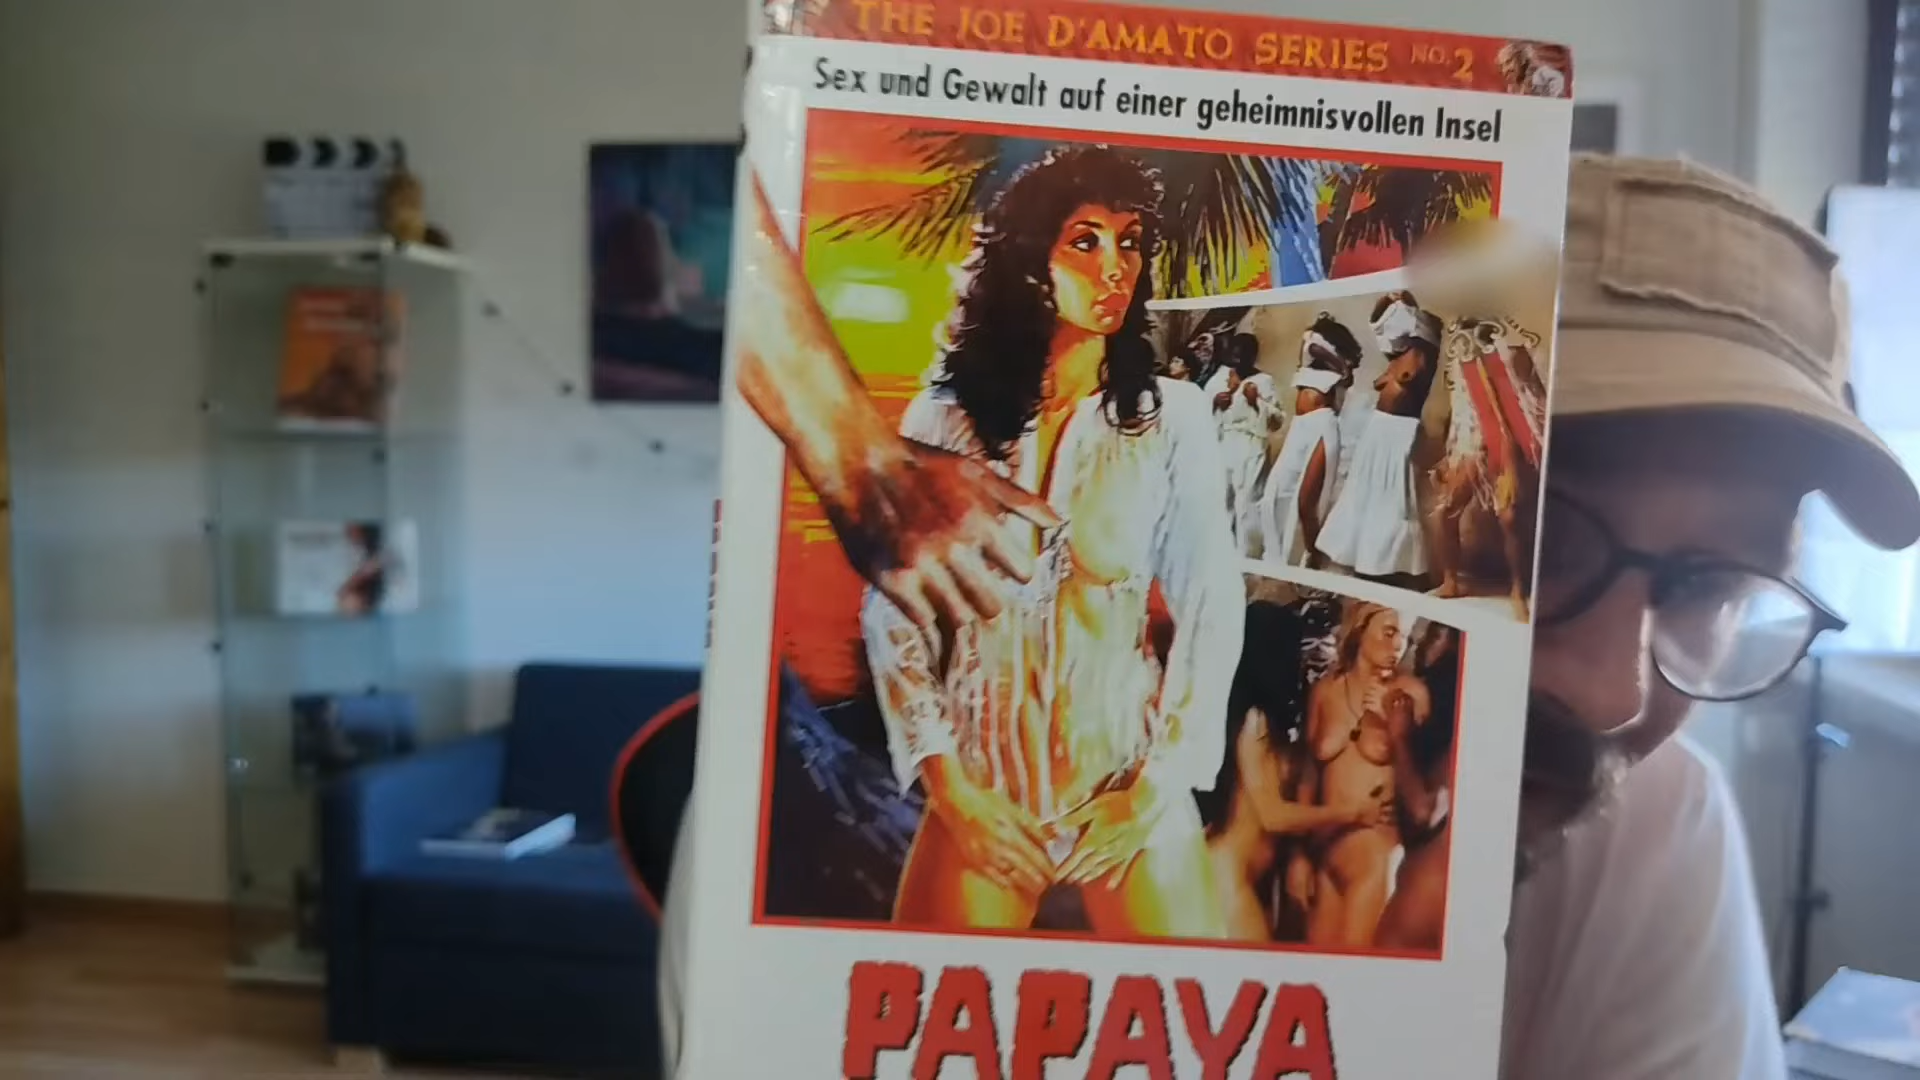 THE JOE D'AMATO SERIES NO. 2
Sex und Gewalt auf einer geheimnisvollen Insel
PAPAYA